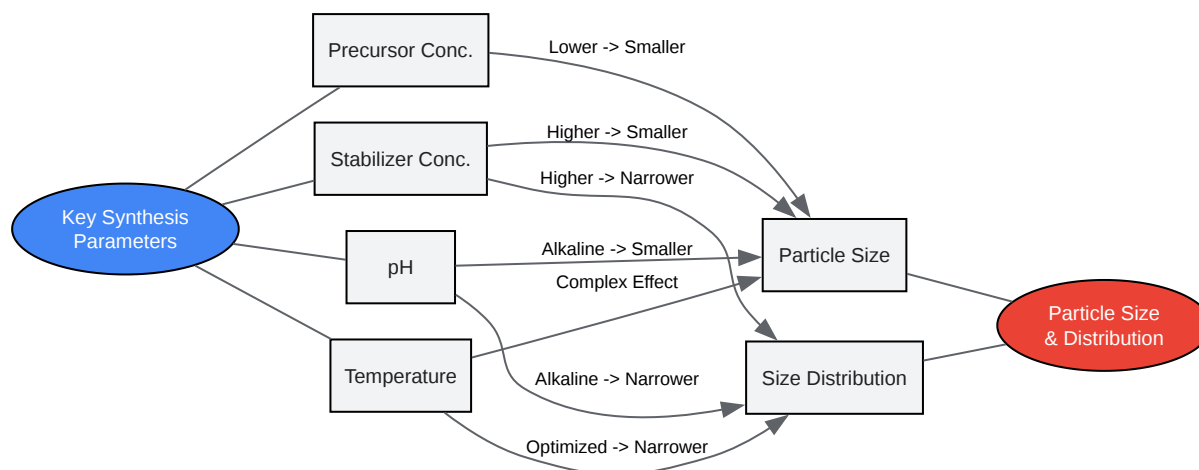 Precursor Conc.
Lower -> Smaller
Stabilizer Conc.
Higher -> Smaller
Higher -> Narrower
Key Synthesis
Parameters
pH
Alkaline -> Smaller
Complex Effect
Particle Size
Particle Size
& Distribution
Temperature
Alkaline -> Narrower
Size Distribution
Optimized -> Narrower